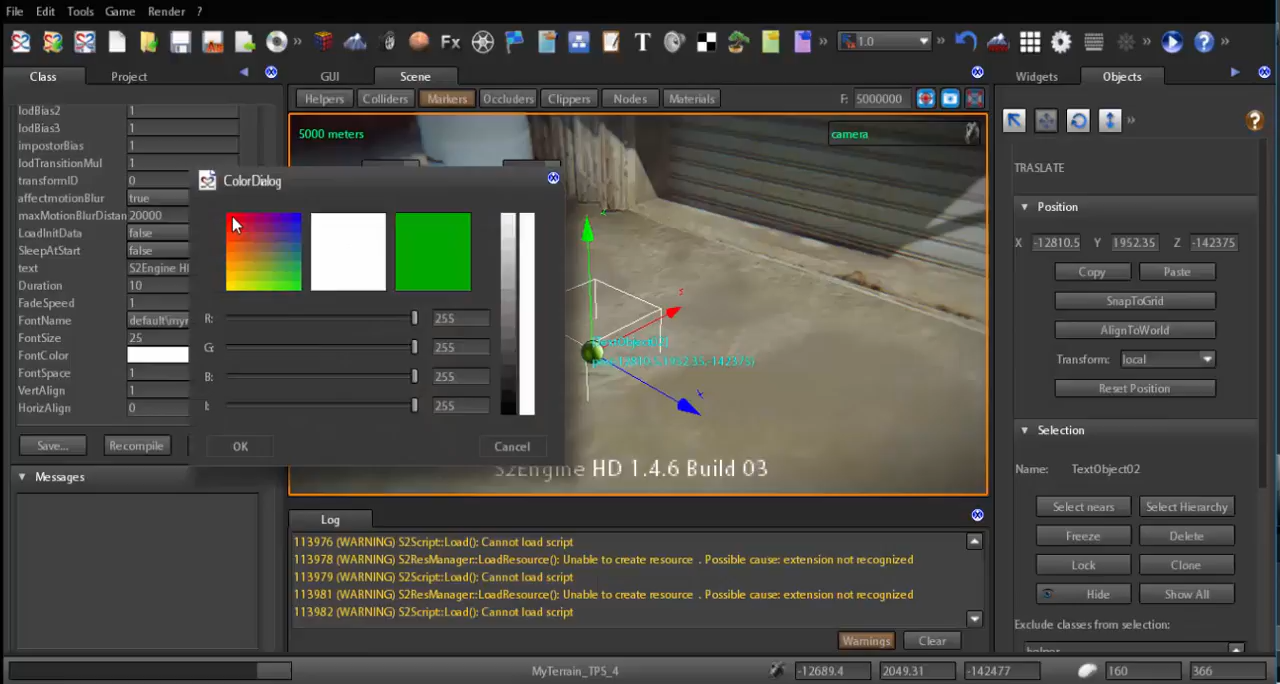 File Edit Tools Game Render ?
Fx T 1.0
Class Project
GUI Scene
Widgets Objects
Helpers Colliders Markers Occluders Clippers Nodes Materials F: 5000000
lodBias2 1
lodBias3 1
impostorBias 1
lodTransitionMul 1
transformID 0
affectmotionBlur true
maxMotionBlurDistan 20000
LoadInitData false
SleepAtStart false
text S2Engine HI
Duration 10
FadeSpeed 1
FontName
FontSize 25
FontColor
FontSpace 1
VertAlign 1
HorizAlign 0
Save... Recompile
Messages
ColorDialog
R: 255
G: 255
B: 255
I: 255
OK Cancel
5000 meters
camera
S2Engine HD 1.4.6 Build 03
Log
113976 (WARNING) S2Script::Load(): Cannot load script
113978 (WARNING) S2ResManager::LoadResource(): Unable to create resource . Possible cause: extension not recognized
113979 (WARNING) S2Script::Load(): Cannot load script
113981 (WARNING) S2ResManager::LoadResource(): Unable to create resource . Possible cause: extension not recognized
113982 (WARNING) S2Script::Load(): Cannot load script
Warnings Clear
TRASLATE
Position
X -12810.5 Y 1952.35 Z -142375
Copy Paste
SnapToGrid
AlignToWorld
Transform: local
Reset Position
Selection
Name: TextObject02
Select nears Select Hierarchy
Freeze Delete
Lock Clone
Hide Show All
Exclude classes from selection:
helper
MyTerrain_TPS_4 -12689.4 2049.31 -142477 160 366